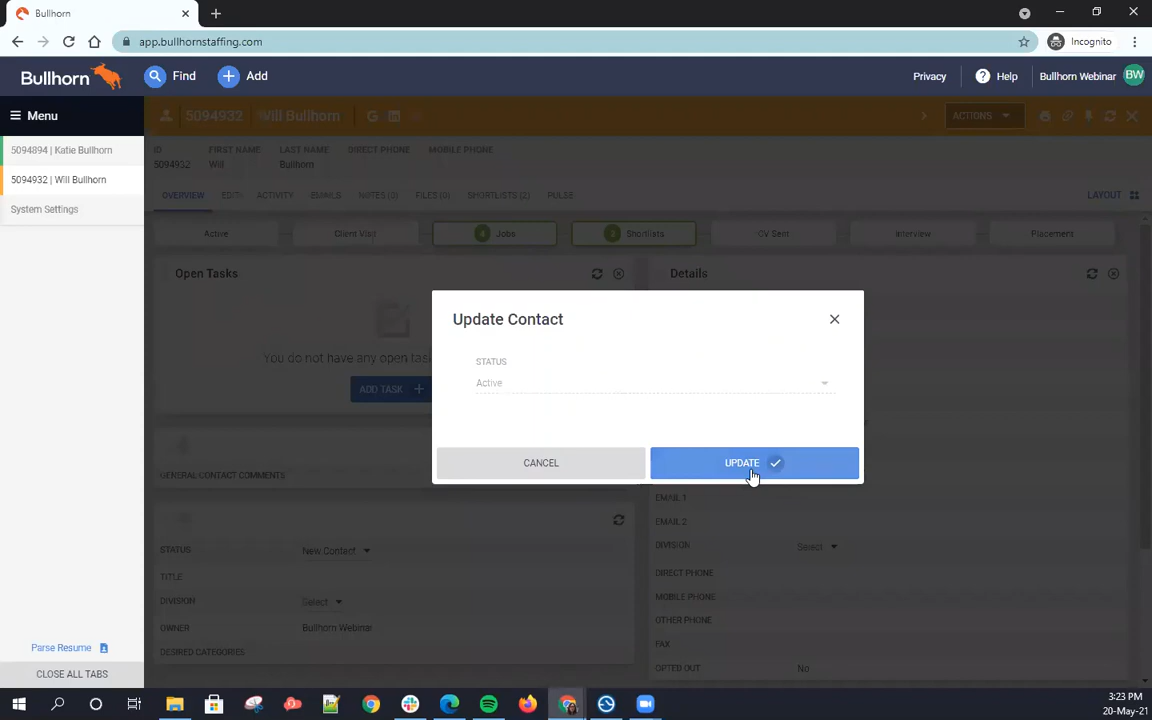 Bullhorn
app.bullhornstaffing.com
Incognito
Bullhorn
Find
Add
Privacy
Help
Bullhorn Webinar
BW
Menu
5094894 | Katie Bullhorn
5094932 | Will Bullhorn
System Settings
5094932
Will Bullhorn
ACTIONS
ID
FIRST NAME
LAST NAME
DIRECT PHONE
MOBILE PHONE
5094932
Will
Bullhorn
OVERVIEW
EDIT
ACTIVITY
EMAILS
NOTES (0)
FILES (0)
SHORTLISTS (2)
PULSE
LAYOUT
Active
Client Visit
4 Jobs
2 Shortlists
CV Sent
Interview
Placement
Open Tasks
Details
You do not have any open
ADD TASK
Update Contact
STATUS
Active
CANCEL
UPDATE
GENERAL CONTACT COMMENTS
EMAIL 1
EMAIL 2
DIVISION
Select
DIRECT PHONE
MOBILE PHONE
OTHER PHONE
FAX
OPTED OUT
No
STATUS
New Contact
TITLE
DIVISION
Select
OWNER
Bullhorn Webinar
DESIRED CATEGORIES
Parse Resume
CLOSE ALL TABS
3:23 PM
20-May-21